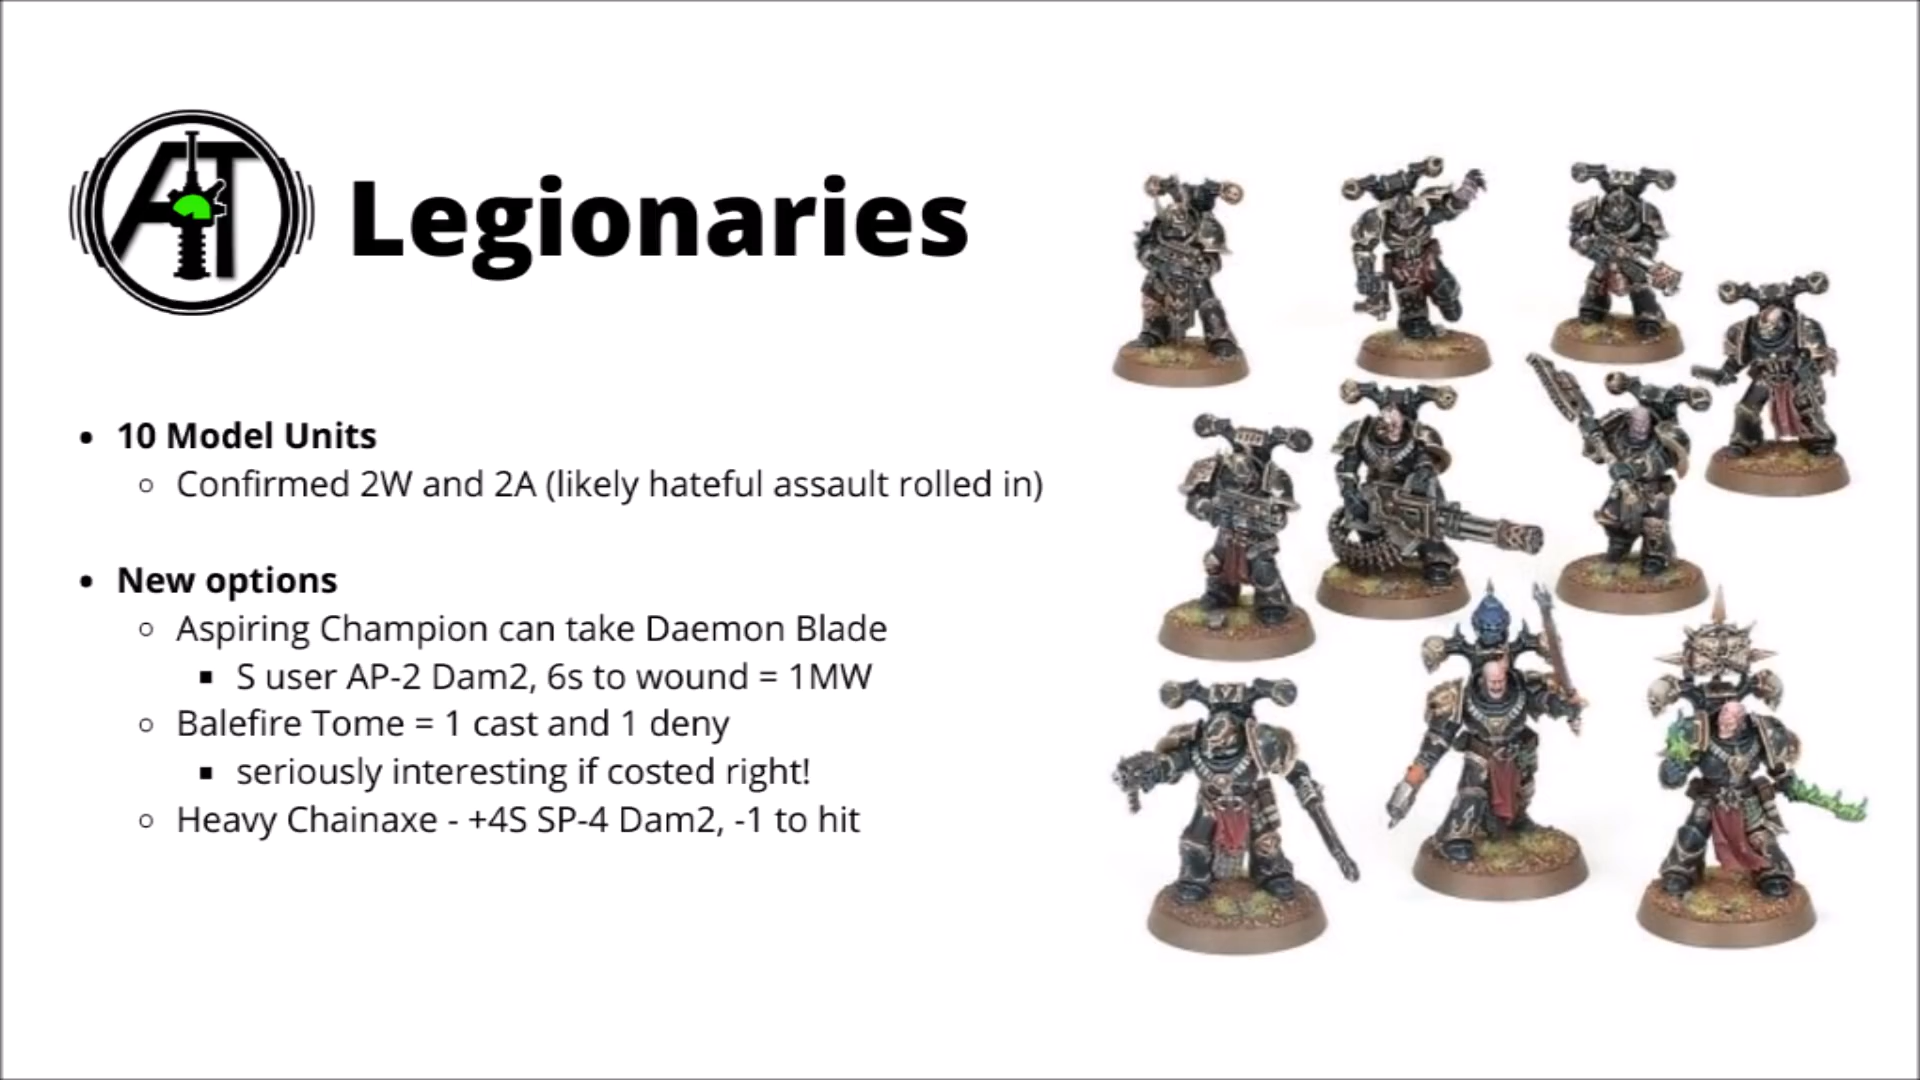 AT
Legionaries
• 10 Model Units
○ Confirmed 2W and 2A (likely hateful assault rolled in)
• New options
○ Aspiring Champion can take Daemon Blade
▪ S user AP-2 Dam2, 6s to wound = 1MW
○ Balefire Tome = 1 cast and 1 deny
▪ seriously interesting if costed right!
○ Heavy Chainaxe - +4S SP-4 Dam2, -1 to hit